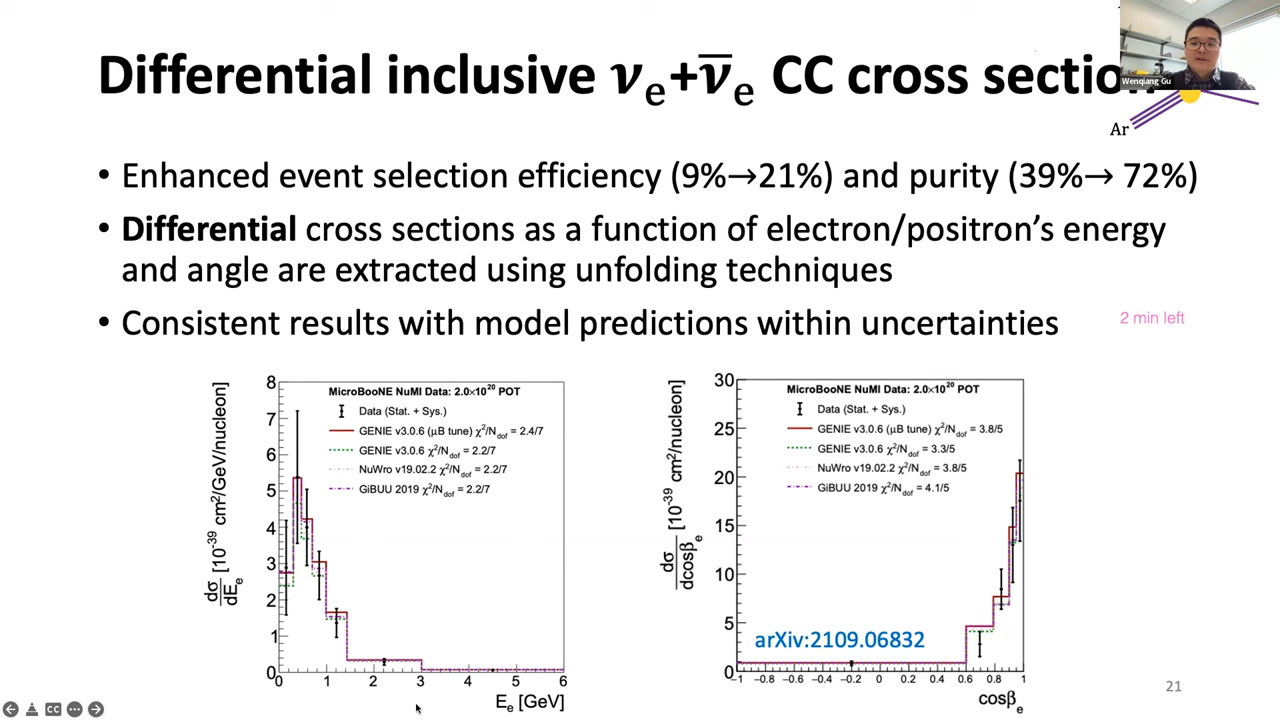 Differential inclusive νe+ν̅e CC cross section
Wenqiang Gu
Ar
• Enhanced event selection efficiency (9%→21%) and purity (39%→ 72%)
• Differential cross sections as a function of electron/positron's energy
and angle are extracted using unfolding techniques
• Consistent results with model predictions within uncertainties
2 min left
8
7
6
5
4
3
2
1
0
dσ/dEe [10⁻³⁹ cm²/GeV/nucleon]
MicroBooNE NuMI Data: 2.0×10²⁰ POT
Data (Stat. + Sys.)
GENIE v3.0.6 (μB tune) χ²/Ndof = 2.4/7
GENIE v3.0.6 χ²/Ndof = 2.2/7
NuWro v19.02.2 χ²/Ndof = 2.2/7
GiBUU 2019 χ²/Ndof = 2.2/7
0 1 2 3 4 5 6
Ee [GeV]
30
25
20
15
10
5
0
dσ/dcosβe [10⁻³⁹ cm²/nucleon]
MicroBooNE NuMI Data: 2.0×10²⁰ POT
Data (Stat. + Sys.)
GENIE v3.0.6 (μB tune) χ²/Ndof = 3.8/5
GENIE v3.0.6 χ²/Ndof = 3.3/5
NuWro v19.02.2 χ²/Ndof = 3.8/5
GiBUU 2019 χ²/Ndof = 4.1/5
arXiv:2109.06832
−1 −0.8 −0.6 −0.4 −0.2 0 0.2 0.4 0.6 0.8 1
cosβe
21
CC